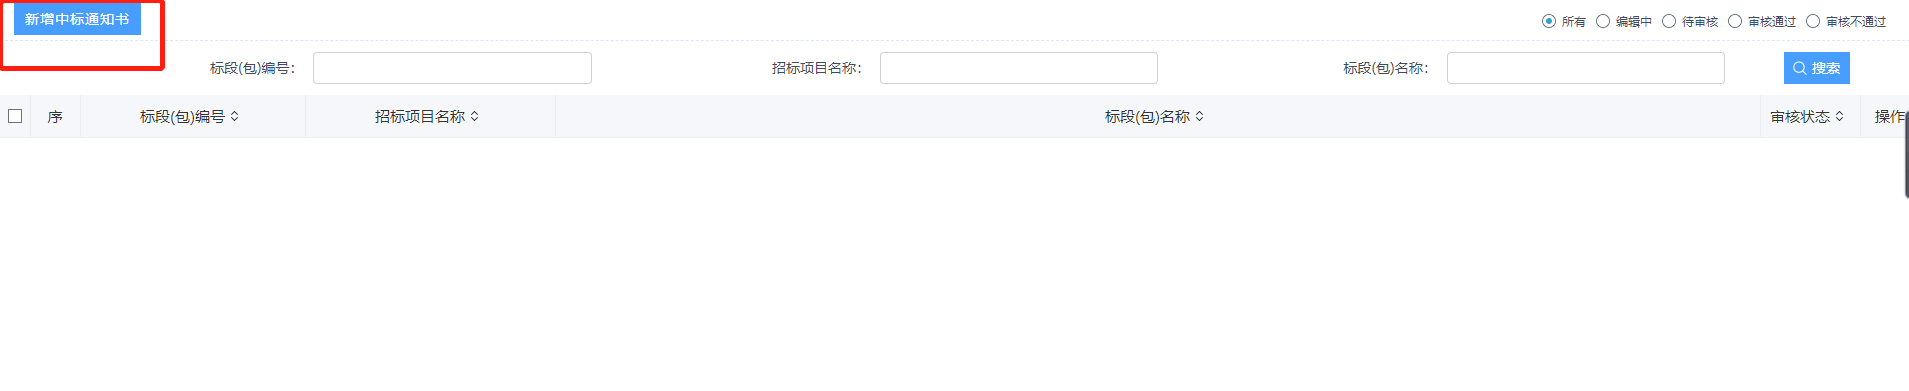 新增中标通知书
所有 编辑中 待审核 审核通过 审核不通过
标段(包)编号： 招标项目名称： 标段(包)名称： 搜索
序 标段(包)编号 招标项目名称 标段(包)名称 审核状态 操作